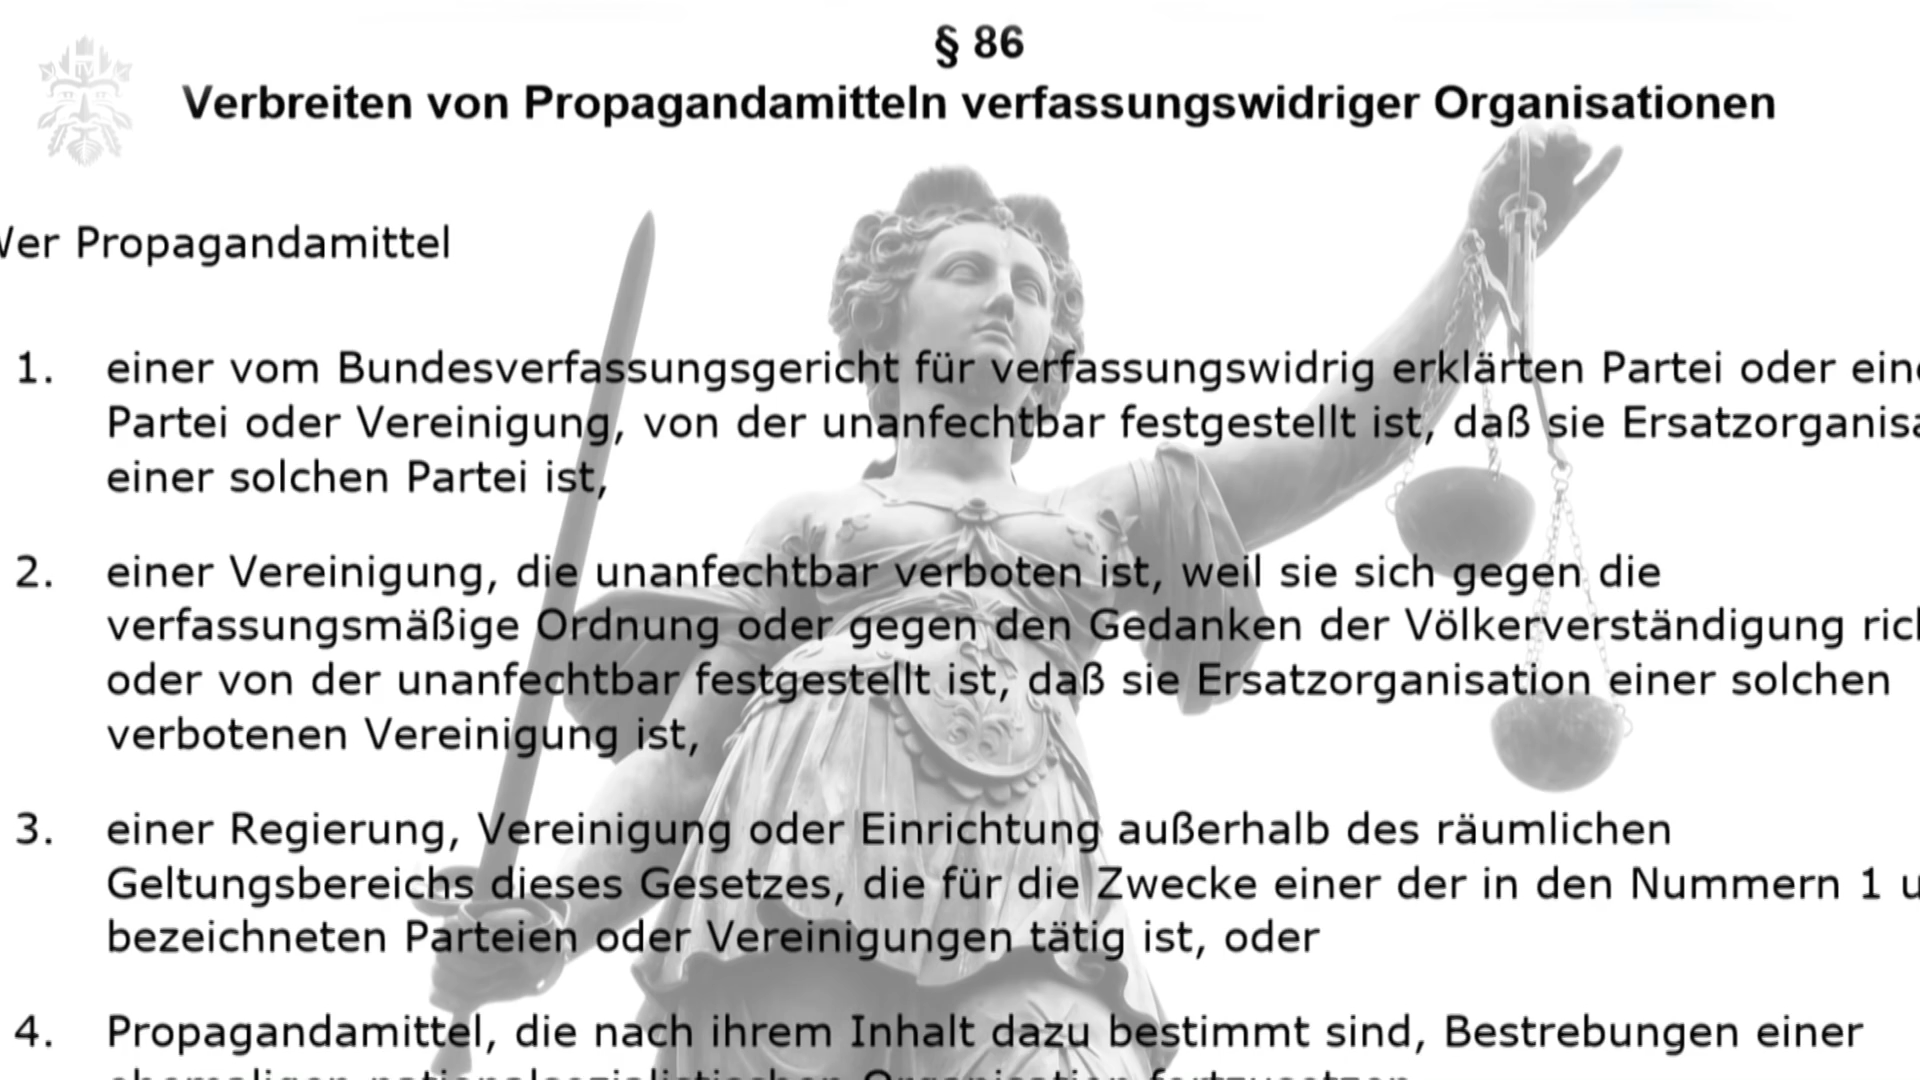 § 86
Verbreiten von Propagandamitteln verfassungswidriger Organisationen
TV
Wer Propagandamittel
1. einer vom Bundesverfassungsgericht für verfassungswidrig erklärten Partei oder
Partei oder Vereinigung, von der unanfechtbar festgestellt ist, daß sie
einer solchen Partei ist,
2. einer Vereinigung, die unanfechtbar verboten ist, weil sie sich gegen die
verfassungsmäßige Ordnung oder gegen den Gedanken der Völkerverständigung
oder von der unanfechtbar festgestellt ist, daß sie Ersatzorganisation einer solchen
verbotenen Vereinigung ist,
3. einer Regierung, Vereinigung oder Einrichtung außerhalb des räumlichen
Geltungsbereichs dieses Gesetzes, die für die Zwecke einer der in den Nummern 1
bezeichneten Parteien oder Vereinigungen tätig ist, oder
4. Propagandamittel, die nach ihrem Inhalt dazu bestimmt sind, Bestrebungen einer